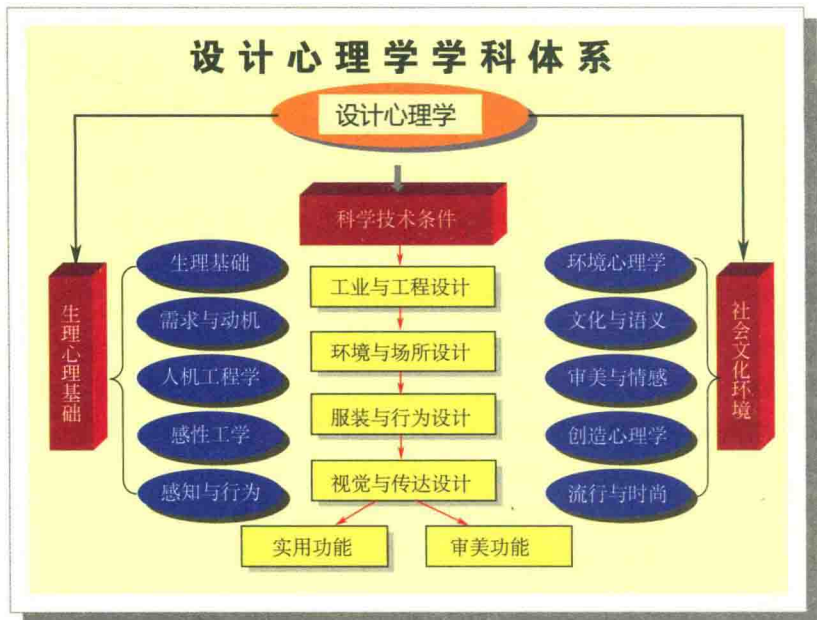 设计心理学学科体系
设计心理学
科学技术条件
生理心理基础
生理基础
需求与动机
人机工程学
感性工学
感知与行为
工业与工程设计
环境与场所设计
服装与行为设计
视觉与传达设计
实用功能
审美功能
环境心理学
文化与语义
审美与情感
创造心理学
流行与时尚
社会文化环境